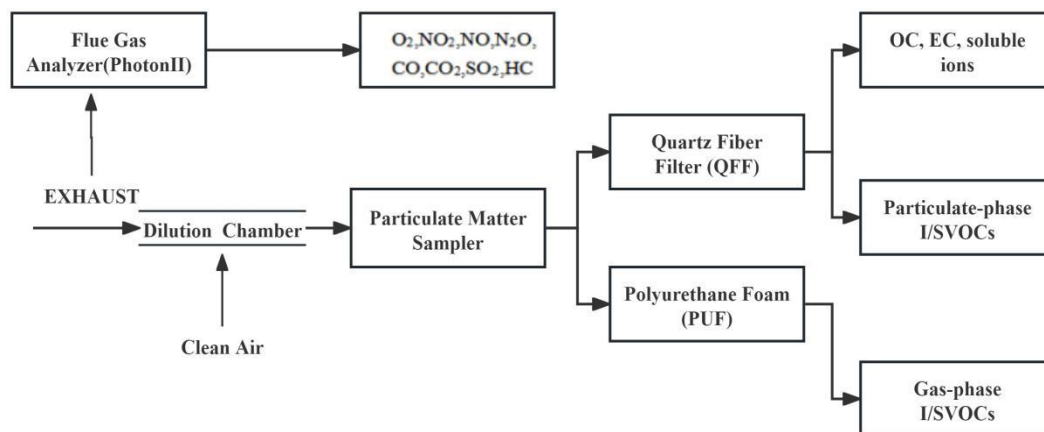 Flue Gas
Analyzer(PhotonII)
O₂,NO₂,NO,N₂O,
CO,CO₂,SO₂,HC
OC, EC, soluble
ions
Quartz Fiber
Filter (QFF)
EXHAUST
Dilution Chamber
Particulate Matter
Sampler
Particulate-phase
I/SVOCs
Polyurethane Foam
(PUF)
Clean Air
Gas-phase
I/SVOCs